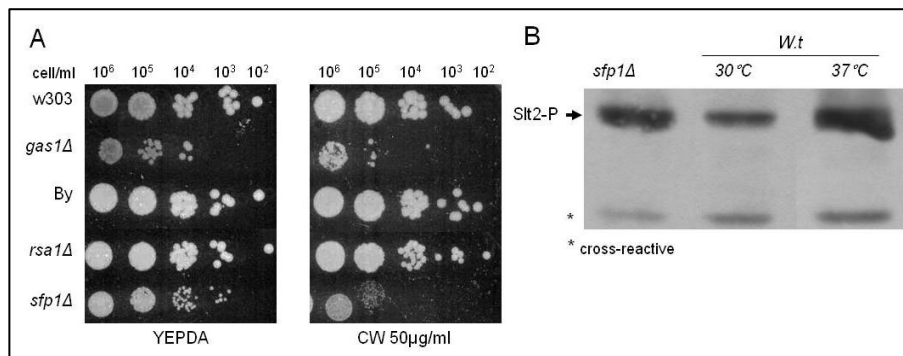 A
cell/ml 10⁶ 10⁵ 10⁴ 10³ 10² 10⁶ 10⁵ 10⁴ 10³ 10²
w303
gas1Δ
By
rsa1Δ
sfp1Δ
YEPDA CW 50µg/ml
B
W.t
sfp1Δ 30°C 37°C
Slt2-P
*
* cross-reactive